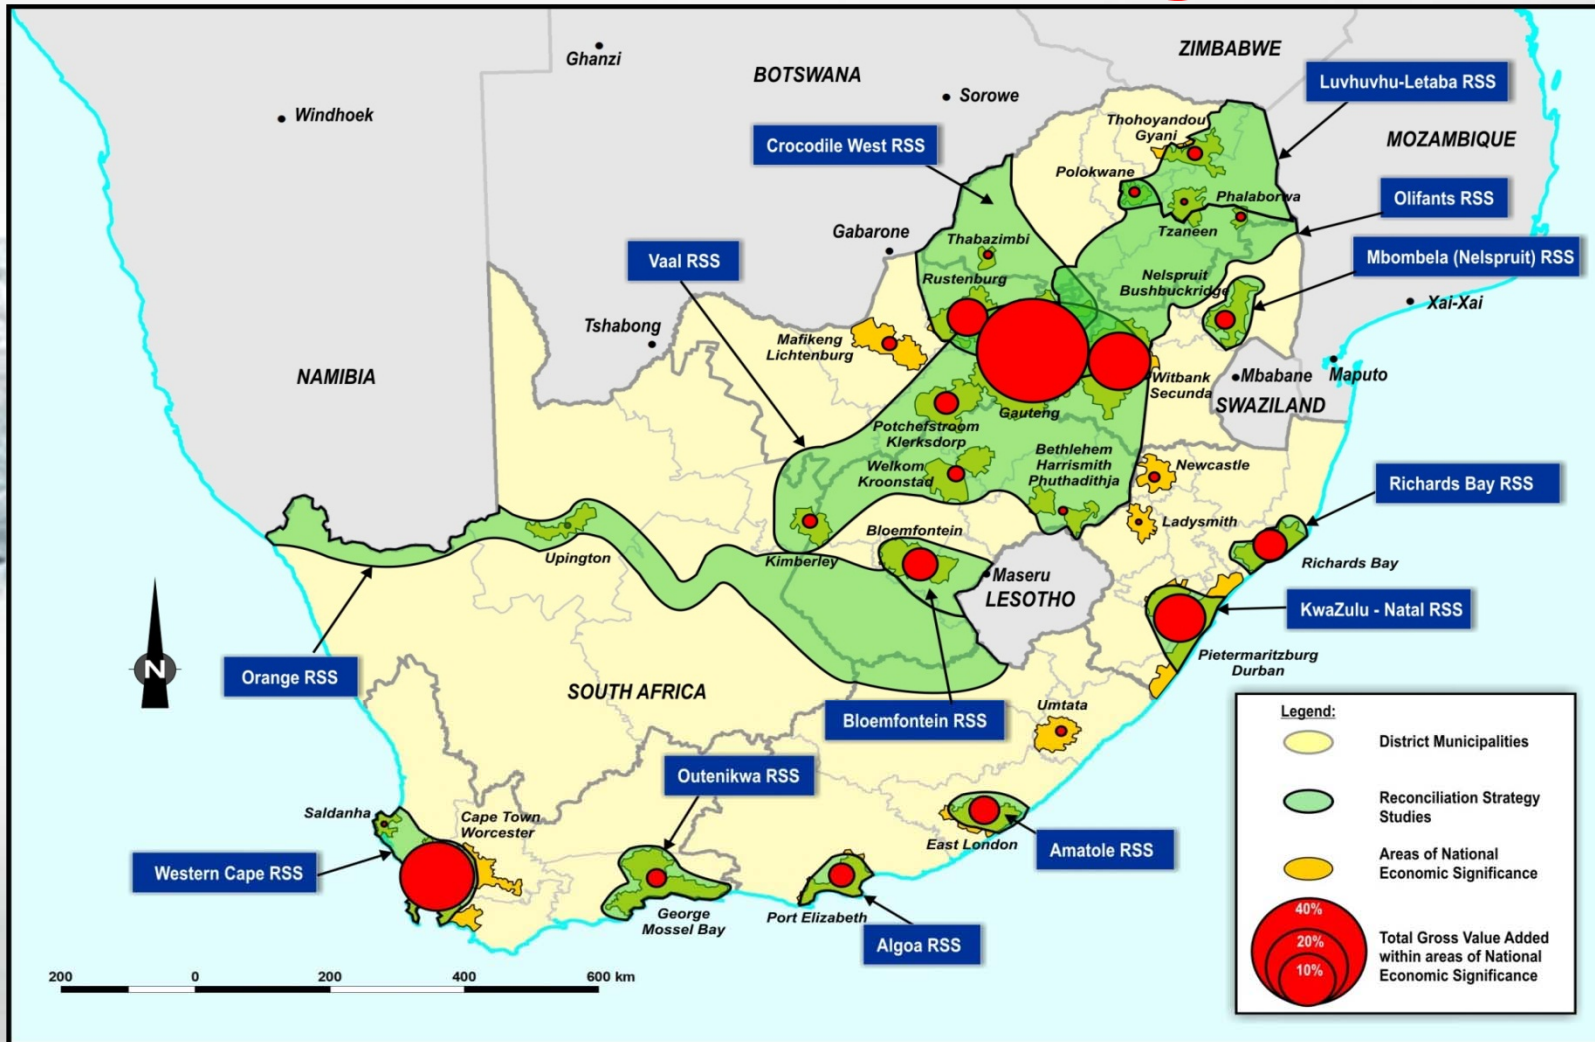 ZIMBABWE
Ghanzi
BOTSWANA
Luvhuvhu-Letaba RSS
Sorowe
Windhoek
Thohoyandou
Gyani
MOZAMBIQUE
Crocodile West RSS
Polokwane
Phalaborwa
Olifants RSS
Gabarone
Thabazimbi
Tzaneen
Vaal RSS
Mbombela (Nelspruit) RSS
Rustenburg
Nelspruit
Bushbuckridge
Xai-Xai
Tshabong
Mafikeng
Lichtenburg
NAMIBIA
Witbank
Secunda
Mbabane
Maputo
SWAZILAND
Gauteng
Potchefstroom
Klerksdorp
Bethlehem
Harrismith
Phuthadithja
Welkom
Kroonstad
Newcastle
Richards Bay RSS
Ladysmith
Bloemfontein
Upington
Kimberley
Richards Bay
Maseru
LESOTHO
KwaZulu - Natal RSS
N
Orange RSS
Pietermaritzburg
Durban
SOUTH AFRICA
Umtata
Bloemfontein RSS
Outenikwa RSS
Saldanha
Cape Town
Worcester
East London
Amatole RSS
Western Cape RSS
George
Mossel Bay
Port Elizabeth
Algoa RSS
200 0 200 400 600 km
Legend:
District Municipalities
Reconciliation Strategy
Studies
Areas of National
Economic Significance
40%
20%
10%
Total Gross Value Added
within areas of National
Economic Significance